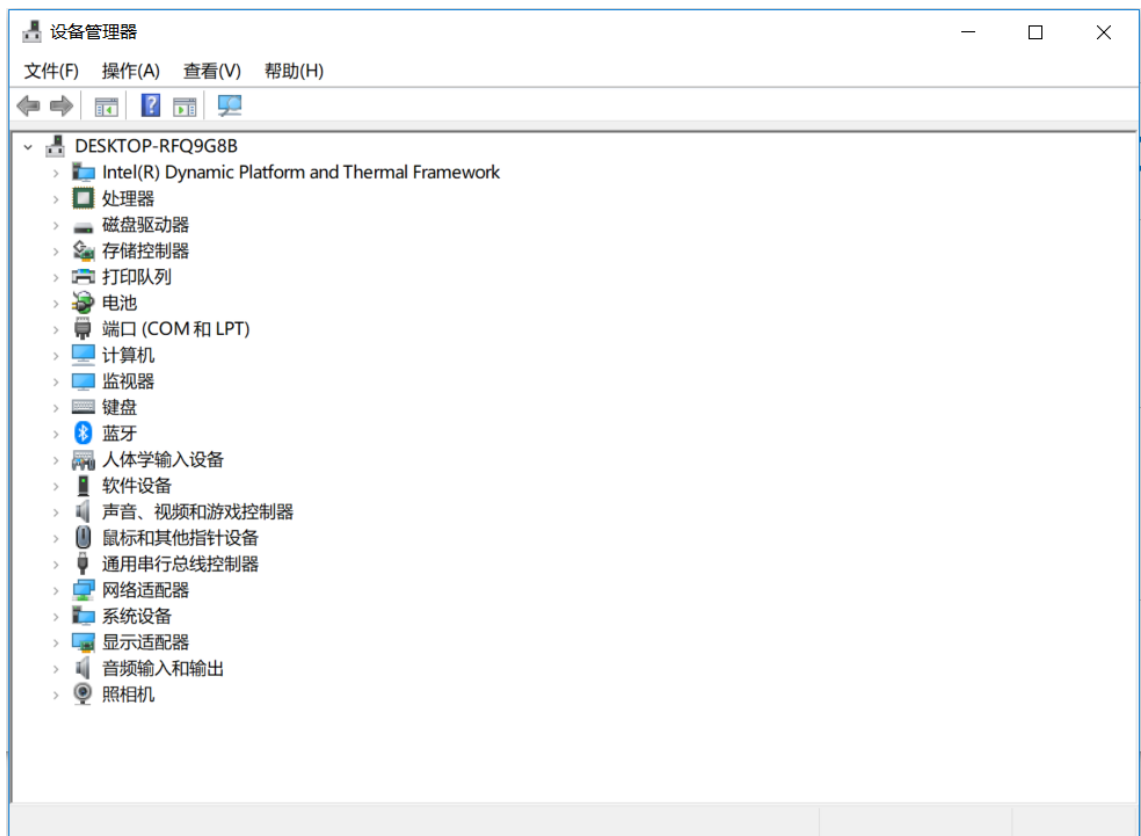 设备管理器
文件(F) 操作(A) 查看(V) 帮助(H)
DESKTOP-RFQ9G8B
Intel(R) Dynamic Platform and Thermal Framework
处理器
磁盘驱动器
存储控制器
打印队列
电池
端口 (COM 和 LPT)
计算机
监视器
键盘
蓝牙
人体学输入设备
软件设备
声音、视频和游戏控制器
鼠标和其他指针设备
通用串行总线控制器
网络适配器
系统设备
显示适配器
音频输入和输出
照相机